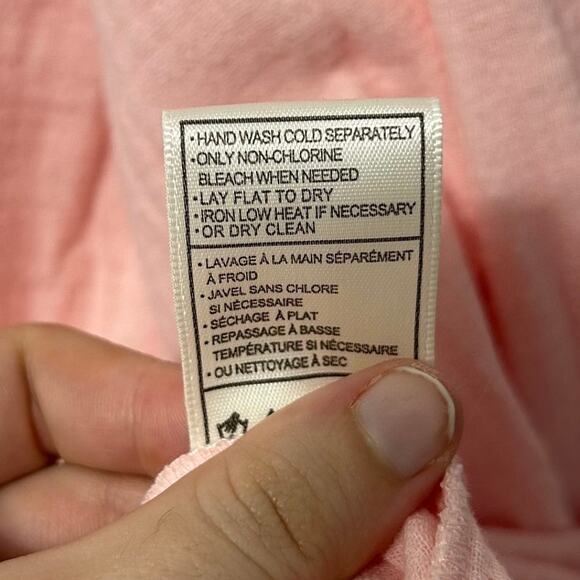 • HAND WASH COLD SEPARATELY
• ONLY NON-CHLORINE
BLEACH WHEN NEEDED
• LAY FLAT TO DRY
• IRON LOW HEAT IF NECESSARY
• OR DRY CLEAN
• LAVAGE À LA MAIN SÉPARÉMENT
À FROID
• JAVEL SANS CHLORE
SI NÉCESSAIRE
• SÉCHAGE À PLAT
• REPASSAGE À BASSE
TEMPÉRATURE SI NÉCESSAIRE
• OU NETTOYAGE À SEC